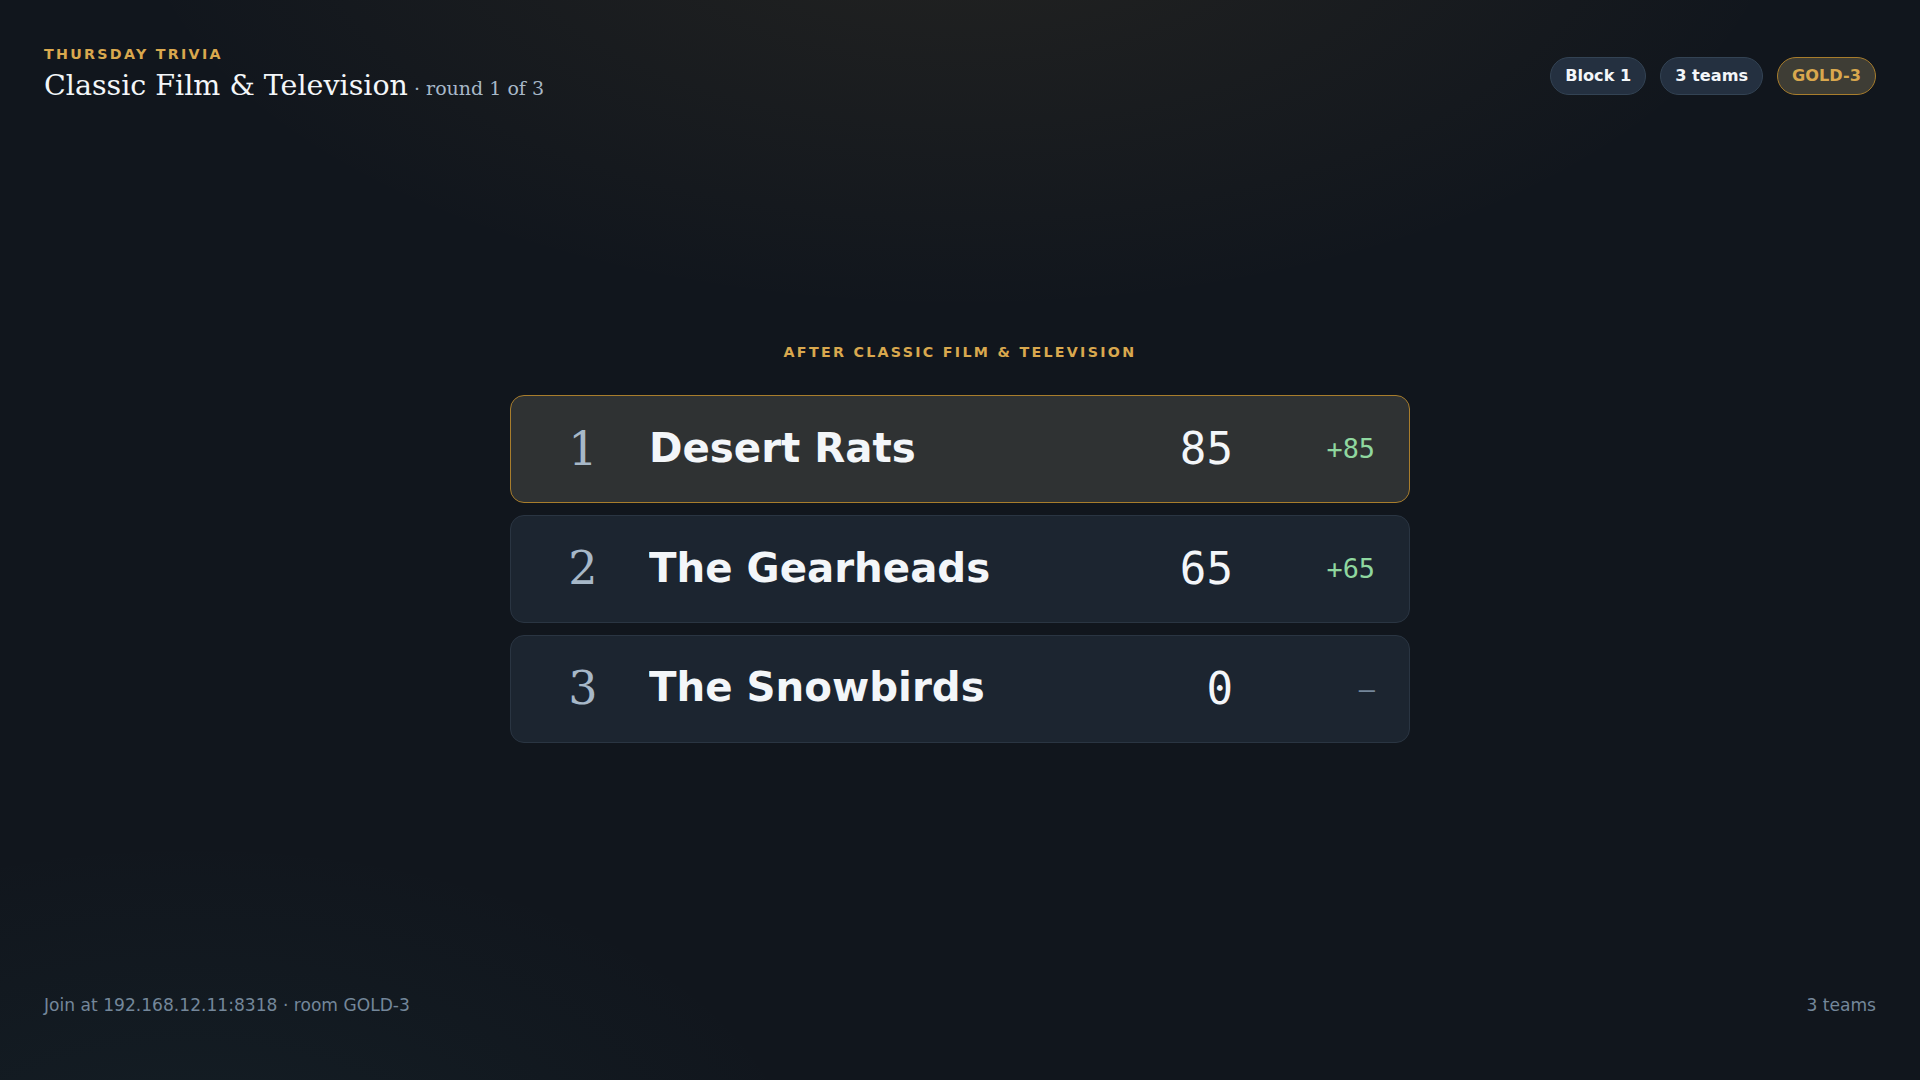 THURSDAY TRIVIA
Classic Film & Television · round 1 of 3
Block 1
3 teams
GOLD-3
AFTER CLASSIC FILM & TELEVISION
1 Desert Rats 85 +85
2 The Gearheads 65 +65
3 The Snowbirds 0 —
Join at 192.168.12.11:8318 · room GOLD-3
3 teams